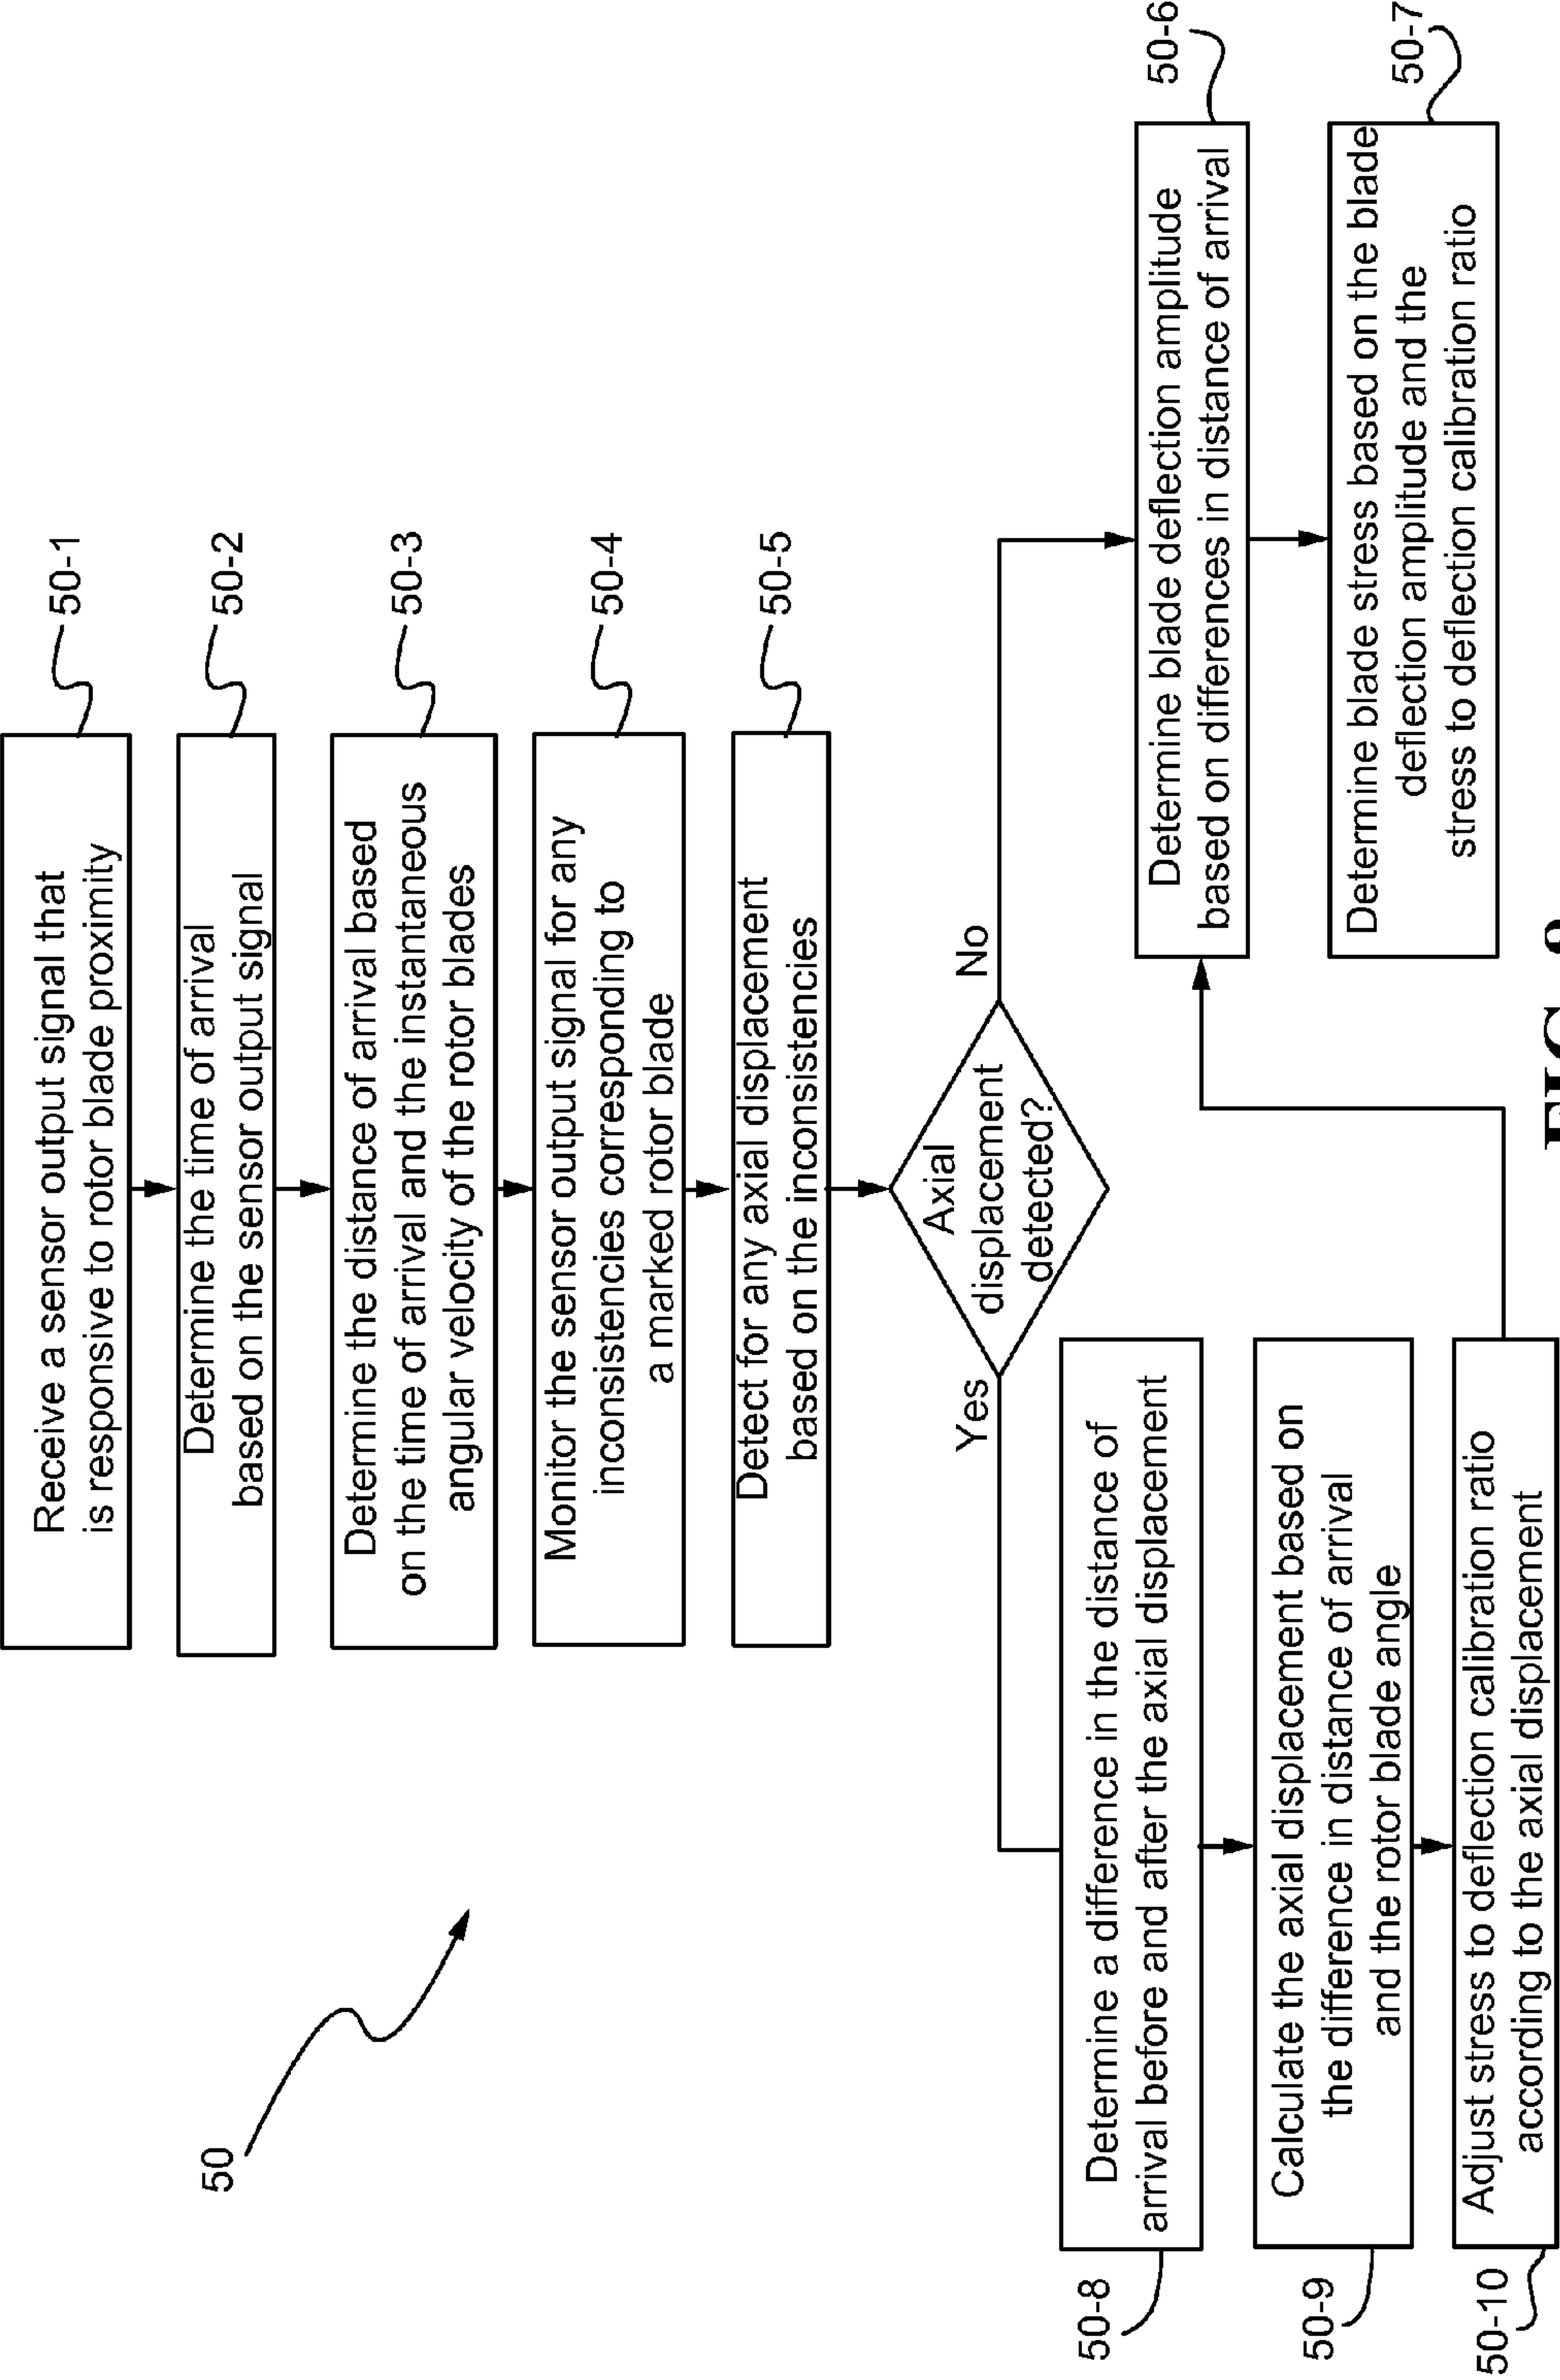 50
Receive a sensor output signal that
is responsive to rotor blade proximity
50-1
Determine the time of arrival
based on the sensor output signal
50-2
Determine the distance of arrival based
on the time of arrival and the instantaneous
angular velocity of the rotor blades
50-3
Monitor the sensor output signal for any
inconsistencies corresponding to
a marked rotor blade
50-4
Detect for any axial displacement
based on the inconsistencies
50-5
Axial
displacement
detected?
Yes
No
Determine a difference in the distance of
arrival before and after the axial displacement
50-8
Calculate the axial displacement based on
the difference in distance of arrival
and the rotor blade angle
50-9
Adjust stress to deflection calibration ratio
according to the axial displacement
50-10
Determine blade deflection amplitude
based on differences in distance of arrival
50-6
Determine blade stress based on the blade
deflection amplitude and the
stress to deflection calibration ratio
50-7